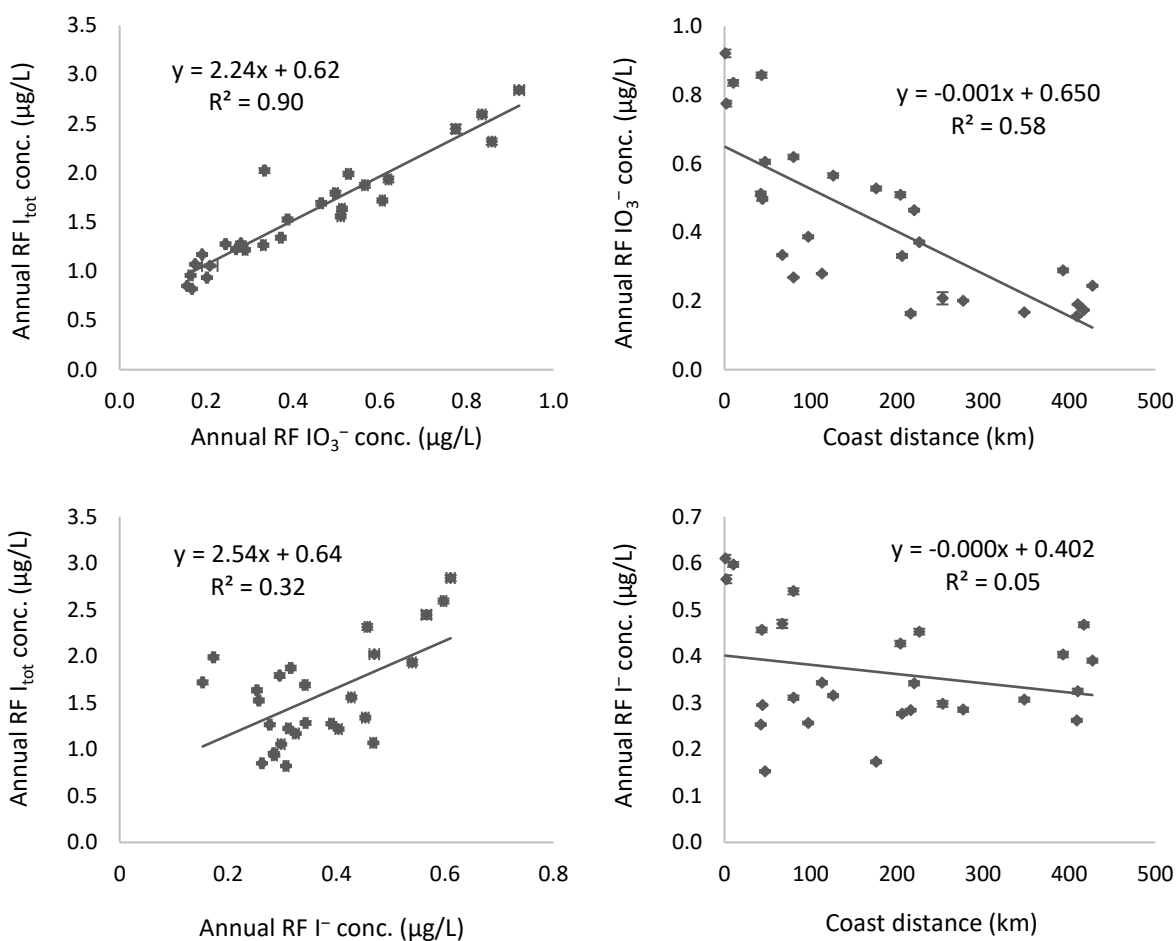 Annual RF I_tot conc. (µg/L)
3.5
3.0
2.5
2.0
1.5
1.0
0.5
0.0
y = 2.24x + 0.62
R² = 0.90
0.0 0.2 0.4 0.6 0.8 1.0
Annual RF IO₃⁻ conc. (µg/L)
Annual RF IO₃⁻ conc. (µg/L)
1.0
0.8
0.6
0.4
0.2
0.0
y = -0.001x + 0.650
R² = 0.58
0 100 200 300 400 500
Coast distance (km)
Annual RF I_tot conc. (µg/L)
3.5
3.0
2.5
2.0
1.5
1.0
0.5
0.0
y = 2.54x + 0.64
R² = 0.32
0 0.2 0.4 0.6 0.8
Annual RF I⁻ conc. (µg/L)
Annual RF I⁻ conc. (µg/L)
0.7
0.6
0.5
0.4
0.3
0.2
0.1
0.0
y = -0.000x + 0.402
R² = 0.05
0 100 200 300 400 500
Coast distance (km)